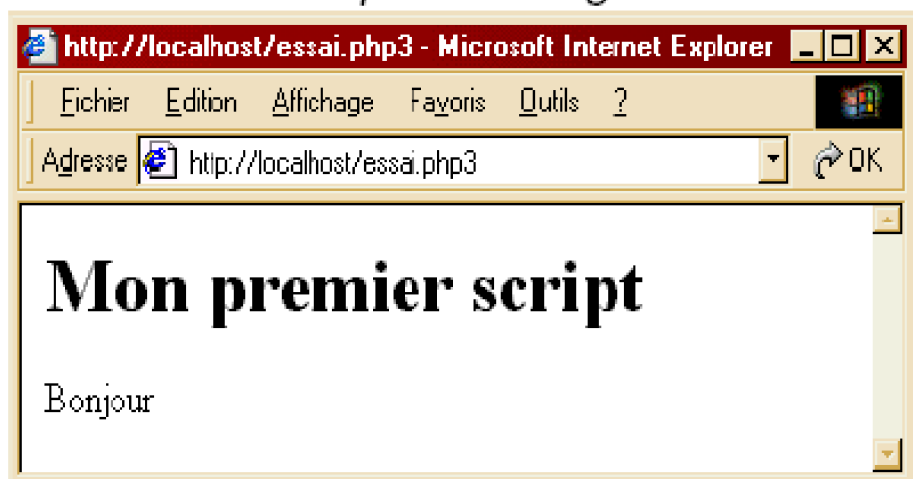 http://localhost/essai.php3 - Microsoft Internet Explorer
Fichier Edition Affichage Favoris Outils ?
Adresse http://localhost/essai.php3 OK
Mon premier script
Bonjour